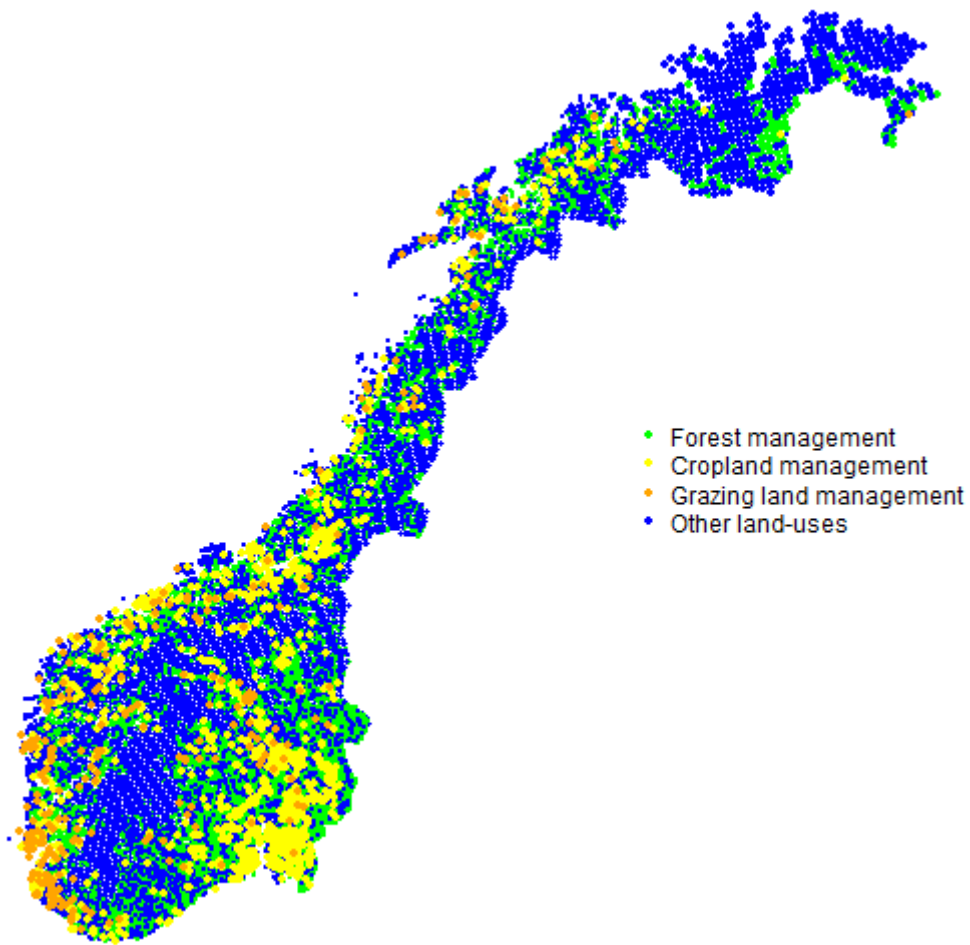 Forest management
Cropland management
Grazing land management
Other land-uses